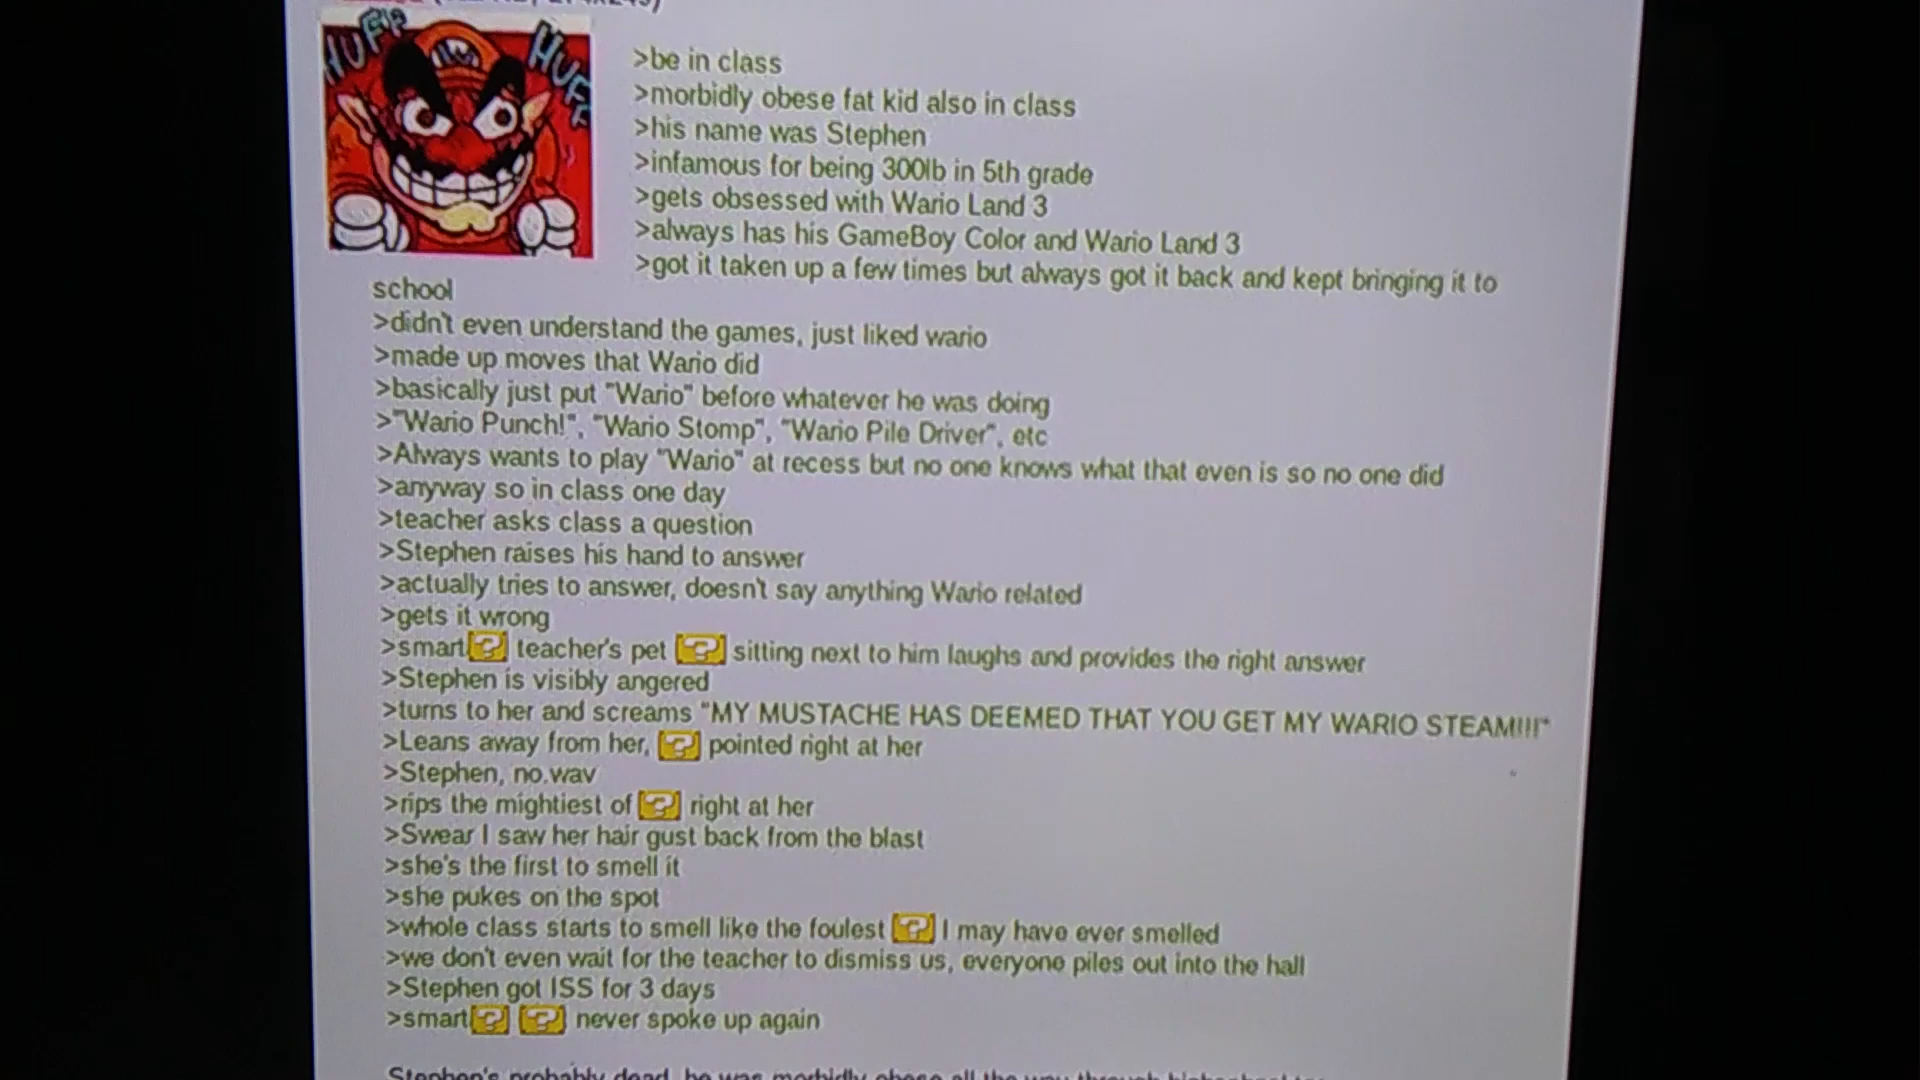 HUFF
HUFF
>be in class
>morbidly obese fat kid also in class
>his name was Stephen
>infamous for being 300lb in 5th grade
>gets obsessed with Wario Land 3
>always has his GameBoy Color and Wario Land 3
>got it taken up a few times but always got it back and kept bringing it to
school
>didn't even understand the games, just liked wario
>made up moves that Wario did
>basically just put "Wario" before whatever he was doing
>"Wario Punch!", "Wario Stomp", "Wario Pile Driver", etc
>Always wants to play "Wario" at recess but no one knows what that even is so no one did
>anyway so in class one day
>teacher asks class a question
>Stephen raises his hand to answer
>actually tries to answer, doesn't say anything Wario related
>gets it wrong
>smart ? teacher's pet ? sitting next to him laughs and provides the right answer
>Stephen is visibly angered
>turns to her and screams "MY MUSTACHE HAS DEEMED THAT YOU GET MY WARIO STEAM!!!"
>Leans away from her, ? pointed right at her
>Stephen, no.wav
>rips the mightiest of ? right at her
>Swear I saw her hair gust back from the blast
>she's the first to smell it
>she pukes on the spot
>whole class starts to smell like the foulest ? I may have ever smelled
>we don't even wait for the teacher to dismiss us, everyone piles out into the hall
>Stephen got ISS for 3 days
>smart ? ? never spoke up again
Stephen's probably dead, he was morbidly obese all the way through highschool